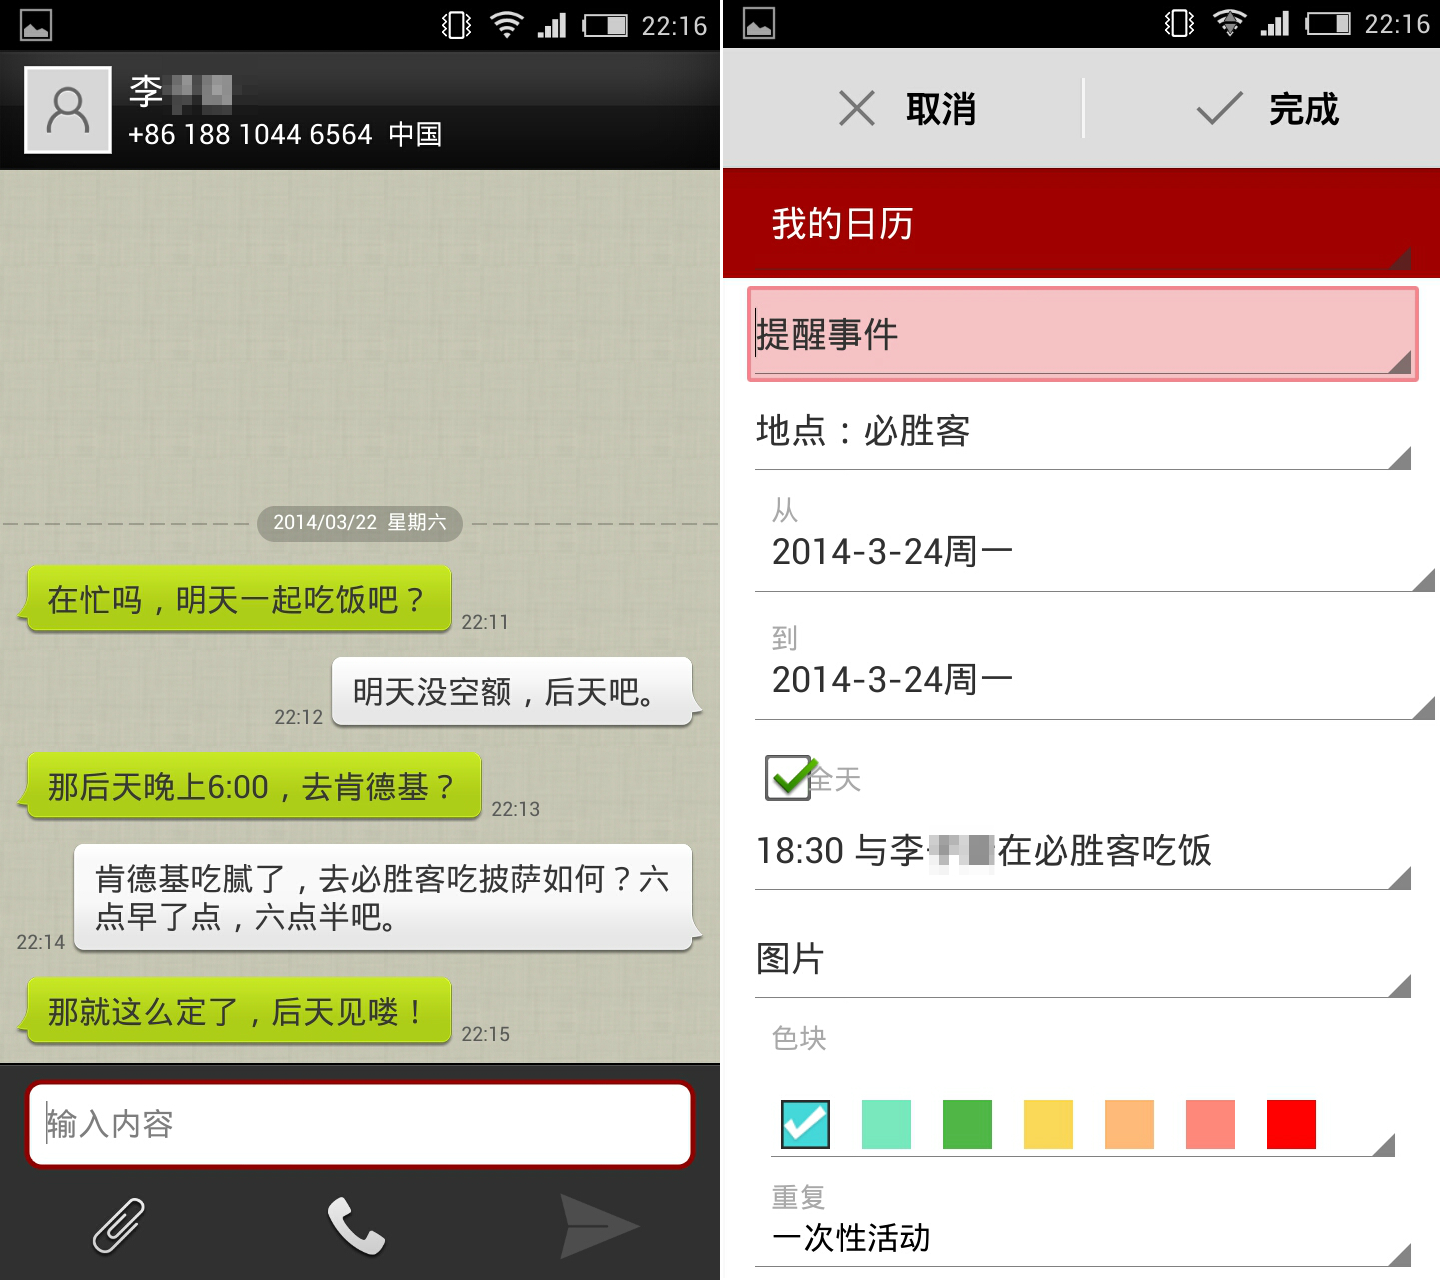 22:16
李
+86 188 1044 6564 中国
2014/03/22 星期六
在忙吗，明天一起吃饭吧？
22:11
明天没空额，后天吧。
22:12
那后天晚上6:00，去肯德基？
22:13
肯德基吃腻了，去必胜客吃披萨如何？六
点早了点，六点半吧。
22:14
那就这么定了，后天见喽！
22:15
输入内容
22:16
取消
完成
我的日历
提醒事件
地点：必胜客
从
2014-3-24周一
到
2014-3-24周一
全天
18:30 与李
在必胜客吃饭
图片
色块
重复
一次性活动